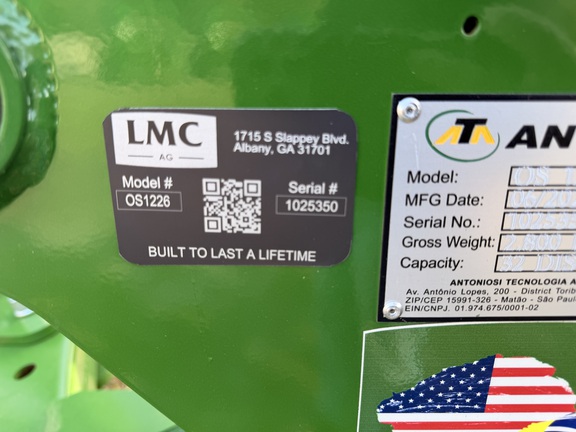 LMC
AG
1715 S Slappey Blvd.
Albany, GA 31701
Model #
OS1226
Serial #
1025350
BUILT TO LAST A LIFETIME
ATA AN
Model: OS
MFG Date:
Serial No.:
Gross Weight:
Capacity:
ANTONIOSI TECNOLOGIA A
Av. Antônio Lopes, 200 - District Torib
ZIP/CEP 15991-326 - Matão - São Paul
EIN/CNPJ. 01.974.675/0001-02